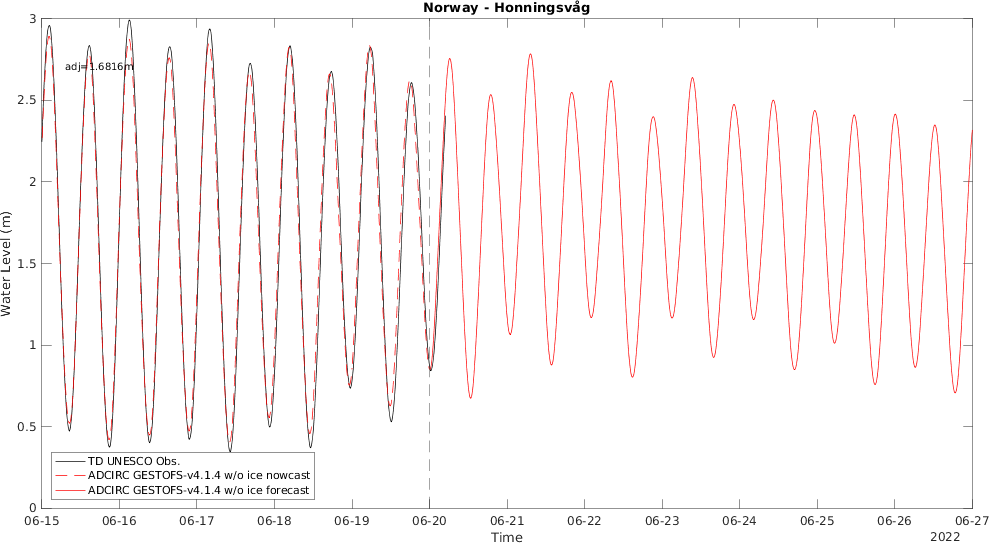 Norway - Honningsvåg
3
2.5
2
1.5
1
0.5
0
Water Level (m)
adj=1.6816m
TD UNESCO Obs.
ADCIRC GESTOFS-v4.1.4 w/o ice nowcast
ADCIRC GESTOFS-v4.1.4 w/o ice forecast
06-15 06-16 06-17 06-18 06-19 06-20 06-21 06-22 06-23 06-24 06-25 06-26 06-27
Time
2022